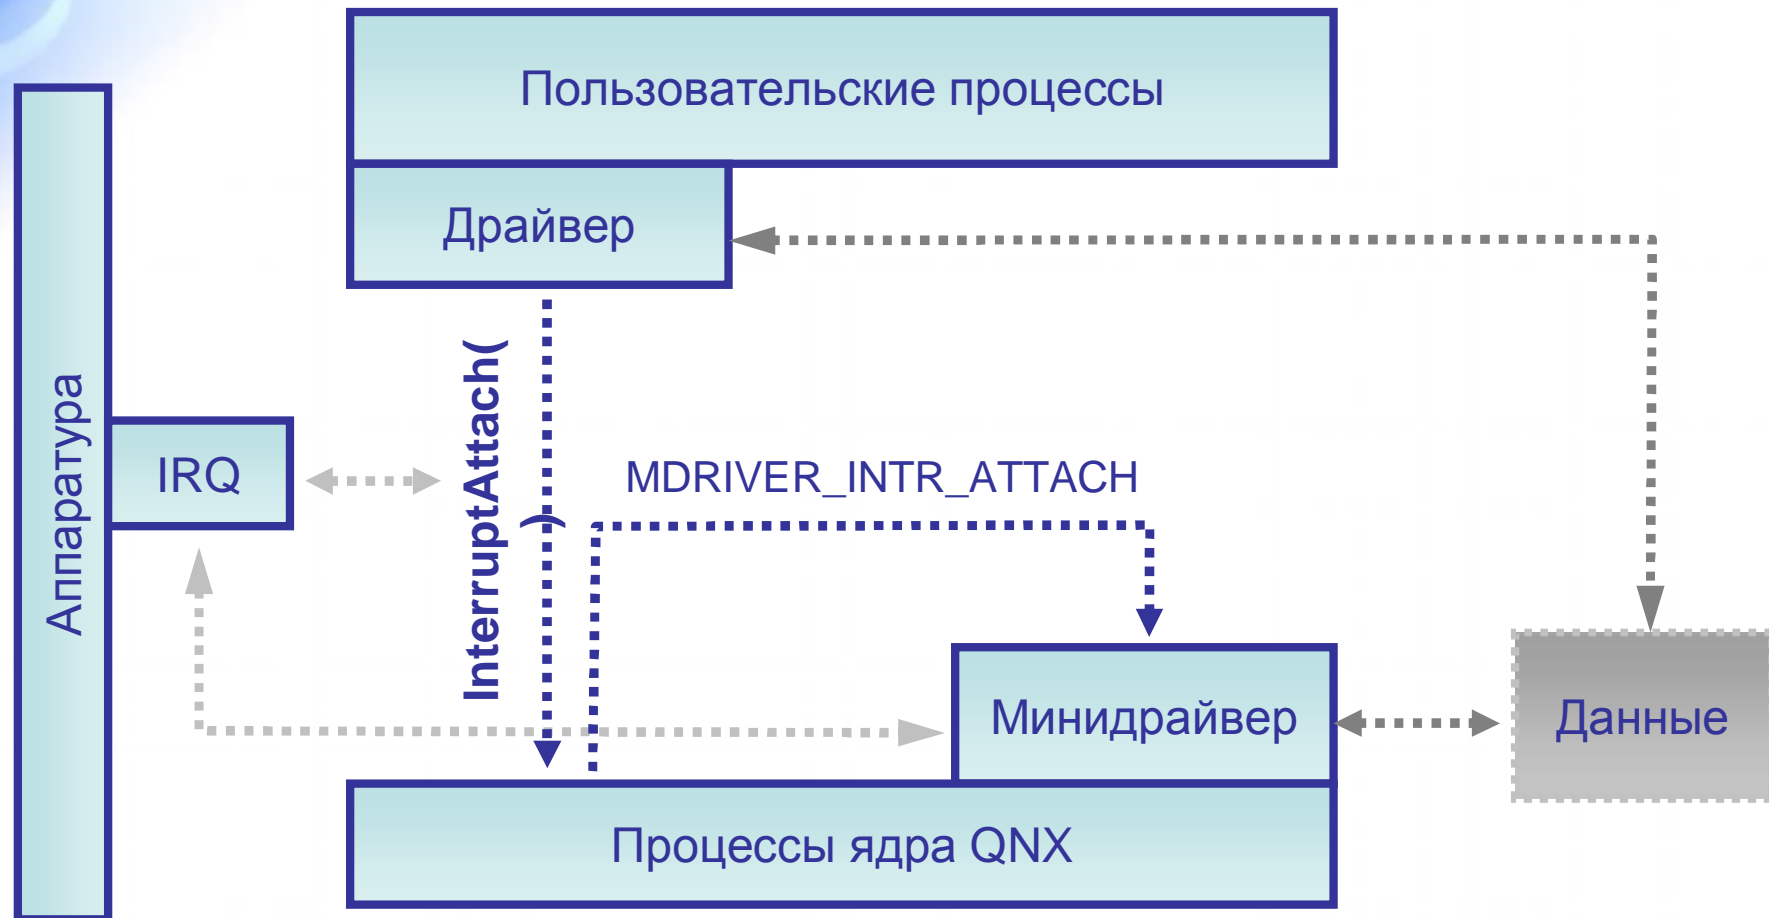 Пользовательские процессы
Драйвер
Аппаратура
IRQ
InterruptAttach(
)
MDRIVER_INTR_ATTACH
Минидрайвер
Данные
Процессы ядра QNX